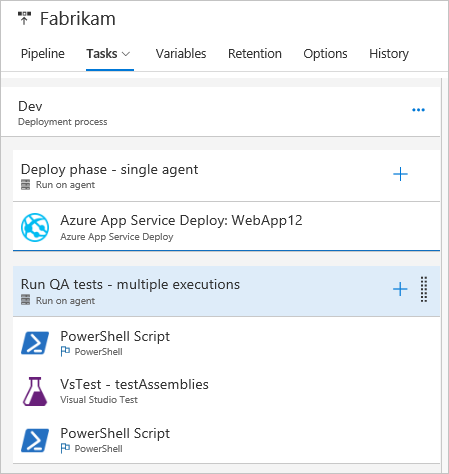 Fabrikam
Pipeline Tasks Variables Retention Options History
Dev
Deployment process
Deploy phase - single agent
Run on agent
Azure App Service Deploy: WebApp12
Azure App Service Deploy
Run QA tests - multiple executions
Run on agent
PowerShell Script
PowerShell
VsTest - testAssemblies
Visual Studio Test
PowerShell Script
PowerShell